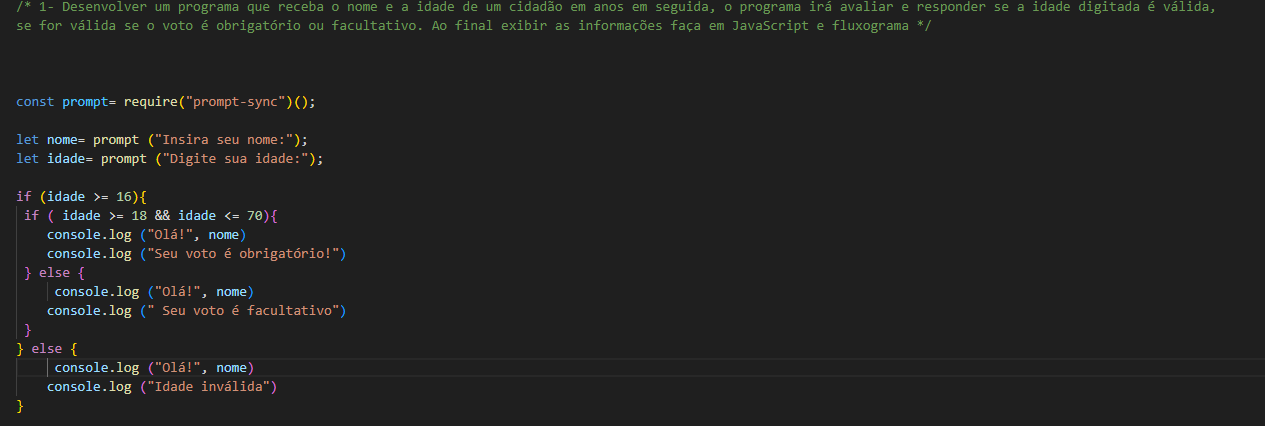 /* 1- Desenvolver um programa que receba o nome e a idade de um cidadão em anos em seguida, o programa irá avaliar e responder se a idade digitada é válida,
se for válida se o voto é obrigatório ou facultativo. Ao final exibir as informações faça em JavaScript e fluxograma */
const prompt= require("prompt-sync")();
let nome= prompt ("Insira seu nome:");
let idade= prompt ("Digite sua idade:");
if (idade >= 16){
if ( idade >= 18 && idade <= 70){
console.log ("Olá!", nome)
console.log ("Seu voto é obrigatório!")
} else {
console.log ("Olá!", nome)
console.log (" Seu voto é facultativo")
}
} else {
console.log ("Olá!", nome)
console.log ("Idade inválida")
}